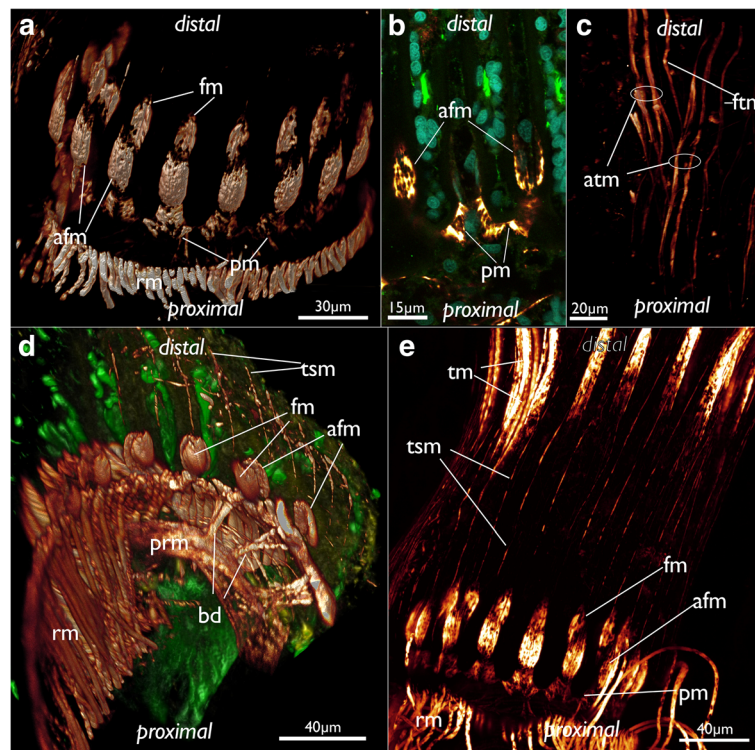 a
distal
fm
afm
pm
rm
proximal
30µm
b
distal
afm
pm
15µm
proximal
c
distal
ftm
atm
20µm
proximal
d
distal
tsm
fm
afm
prm
bd
rm
proximal
40µm
e
distal
tm
tsm
fm
afm
pm
rm
proximal
40µm